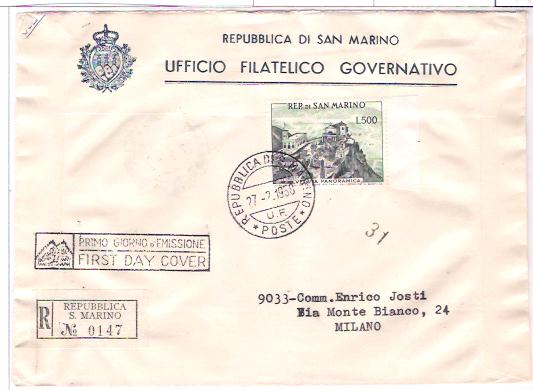 REPUBBLICA DI SAN MARINO
UFFICIO FILATELICO GOVERNATIVO
REP. DI SAN MARINO
L.500
VEDUTA PANORAMICA
REPUBBLICA DI S. MARINO
27-2.1958
U.F.
* POSTE *
31
PRIMO GIORNO D'EMISSIONE
FIRST DAY COVER
REPUBBLICA
R S. MARINO
№ 0147
9033-Comm.Enrico Josti
Via Monte Bianco, 24
MILANO